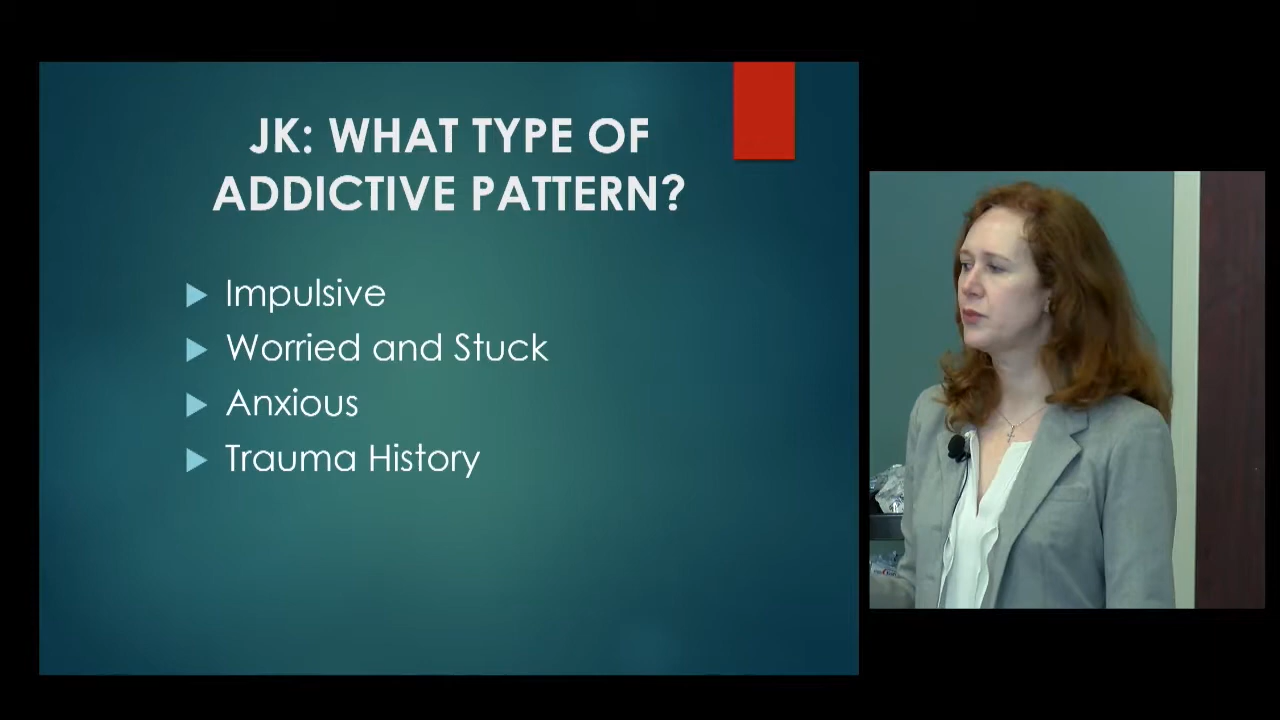 JK: WHAT TYPE OF
ADDICTIVE PATTERN?
Impulsive
Worried and Stuck
Anxious
Trauma History